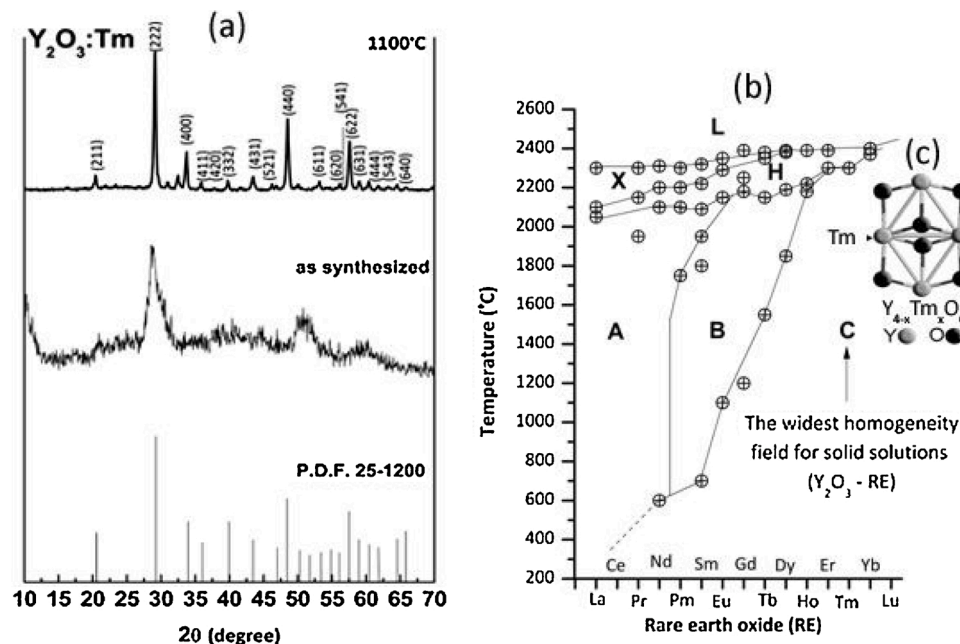 (a)
Y₂O₃:Tm
1100°C
(211)
(222)
(400)
(411)
(420)
(332)
(431)
(521)
(440)
(611)
(620)
(541)
(622)
(631)
(444)
(543)
(640)
as synthesized
P.D.F. 25-1200
10 15 20 25 30 35 40 45 50 55 60 65 70
2θ (degree)
(b)
2600
2400
2200
2000
1800
1600
1400
1200
1000
800
600
400
200
Temperature (°C)
L
H
X
A
B
C
The widest homogeneity
field for solid solutions
(Y₂O₃ - RE)
Ce Nd Sm Gd Dy Er Yb
La Pr Pm Eu Tb Ho Tm Lu
Rare earth oxide (RE)
(c)
Tm
Y₄₋ₓTmₓO
Y O